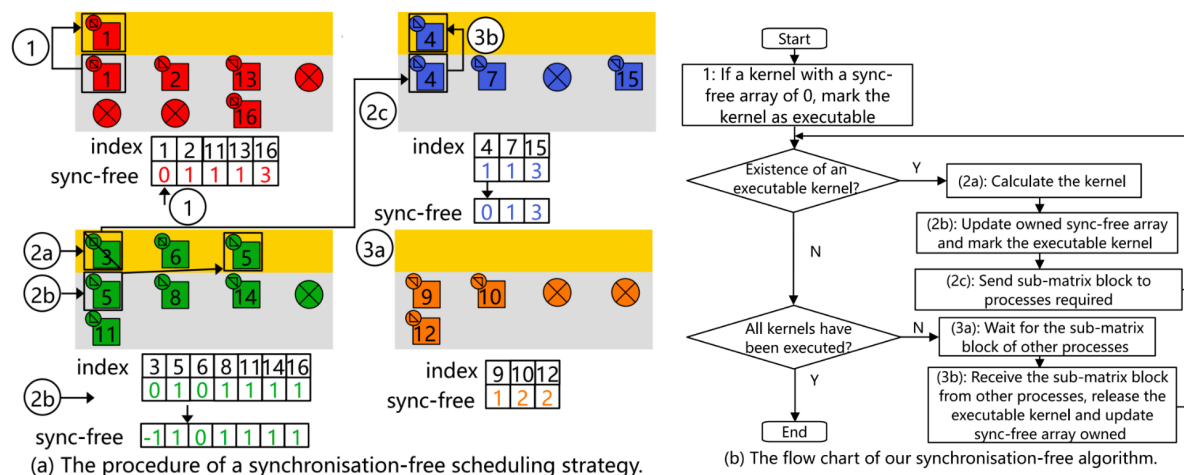 1
1
1 2 13
16
index 1 2 11 13 16
sync-free 0 1 1 1 3
1
4
3b
4 7 15
2c
index 4 7 15
1 1 3
sync-free 0 1 3
2a
3 6 5
2b
5 8 14
11
index 3 5 6 8 11 14 16
2b
0 1 0 1 1 1 1
sync-free -1 1 0 1 1 1 1
3a
9 10
12
index 9 10 12
sync-free 1 2 2
(a) The procedure of a synchronisation-free scheduling strategy.
Start
1: If a kernel with a sync-
free array of 0, mark the
kernel as executable
Existence of an
executable kernel?
Y
N
(2a): Calculate the kernel
(2b): Update owned sync-free array
and mark the executable kernel
(2c): Send sub-matrix block to
processes required
All kernels have
been executed?
N
Y
(3a): Wait for the sub-matrix
block of other processes
(3b): Receive the sub-matrix block
from other processes, release the
executable kernel and update
sync-free array owned
End
(b) The flow chart of our synchronisation-free algorithm.